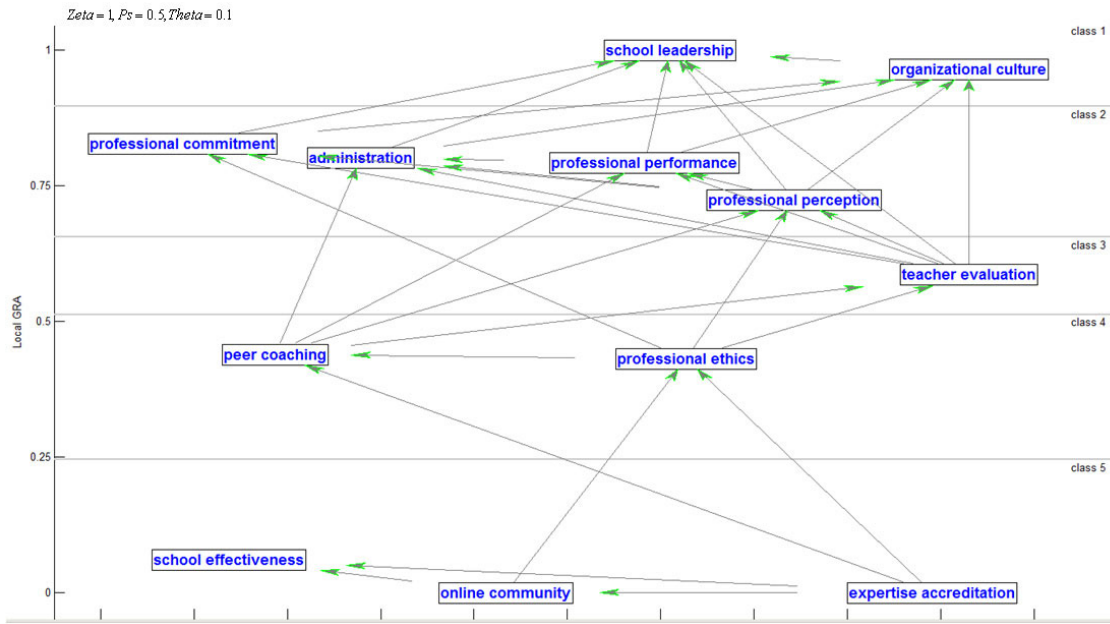 Zeta = 1, Ps = 0.5, Theta = 0.1
class 1
1
school leadership
organizational culture
class 2
professional commitment
administration
professional performance
0.75
professional perception
class 3
teacher evaluation
Local GRA
0.5
class 4
peer coaching
professional ethics
0.25
class 5
school effectiveness
0
online community
expertise accreditation